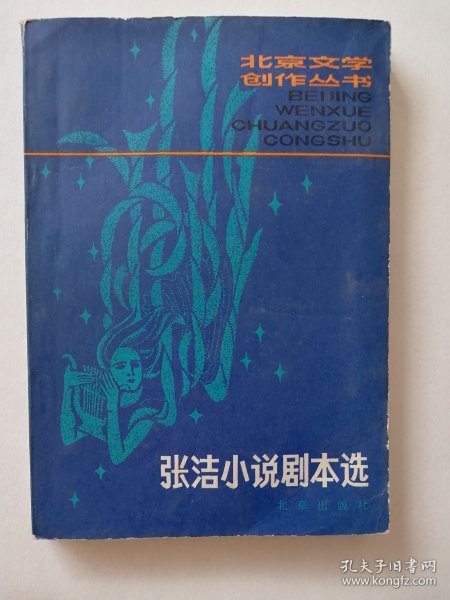 北京文学
创作丛书
BEIJING
WENXUE
CHUANGZUO
CONGSHU
张洁小说剧本选
北京出版社
孔夫子旧书网
www.kongfz.com